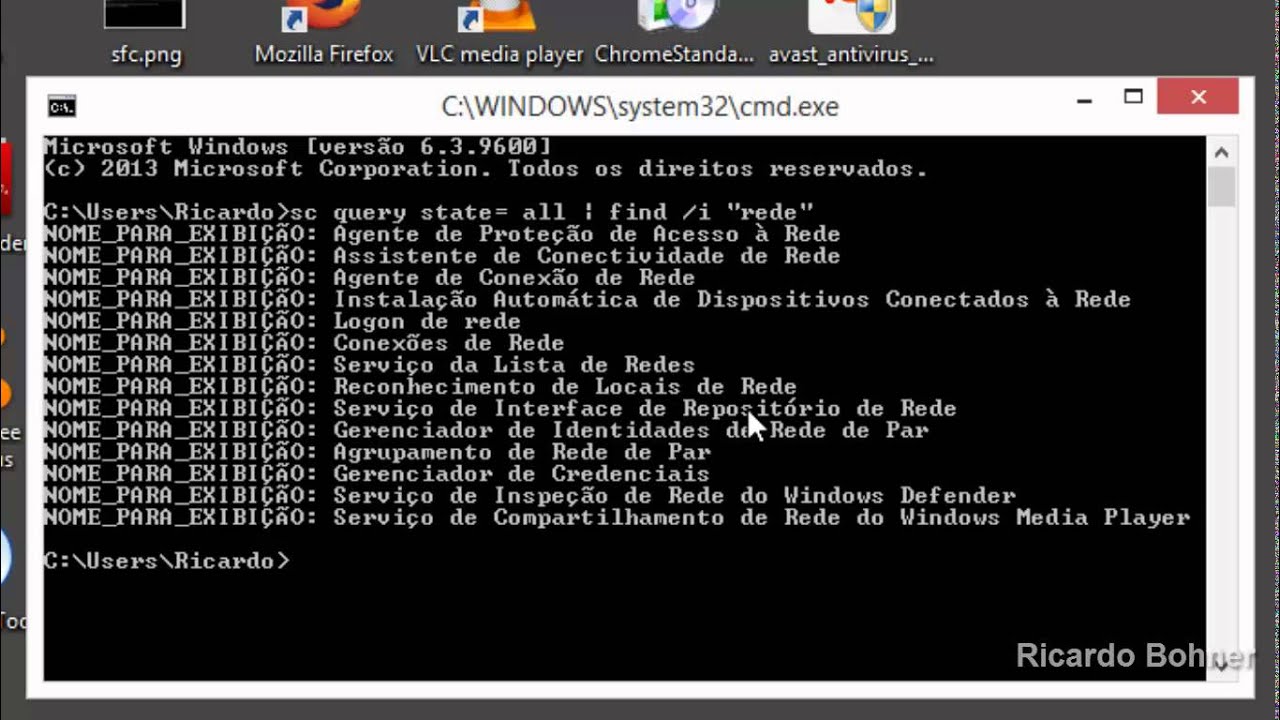 sfc.png
Mozilla Firefox
VLC media player
ChromeStanda...
avast_antivirus_...
C:\WINDOWS\system32\cmd.exe
Microsoft Windows [versão 6.3.9600]
(c) 2013 Microsoft Corporation. Todos os direitos reservados.
C:\Users\Ricardo>sc query state= all | find /i "rede"
NOME_PARA_EXIBIÇÃO: Agente de Proteção de Acesso à Rede
NOME_PARA_EXIBIÇÃO: Assistente de Conectividade de Rede
NOME_PARA_EXIBIÇÃO: Agente de Conexão de Rede
NOME_PARA_EXIBIÇÃO: Instalação Automática de Dispositivos Conectados à Rede
NOME_PARA_EXIBIÇÃO: Logon de rede
NOME_PARA_EXIBIÇÃO: Conexões de Rede
NOME_PARA_EXIBIÇÃO: Serviço da Lista de Redes
NOME_PARA_EXIBIÇÃO: Reconhecimento de Locais de Rede
NOME_PARA_EXIBIÇÃO: Serviço de Interface de Repositório de Rede
NOME_PARA_EXIBIÇÃO: Gerenciador de Identidades de Rede de Par
NOME_PARA_EXIBIÇÃO: Agrupamento de Rede de Par
NOME_PARA_EXIBIÇÃO: Gerenciador de Credenciais
NOME_PARA_EXIBIÇÃO: Serviço de Inspeção de Rede do Windows Defender
NOME_PARA_EXIBIÇÃO: Serviço de Compartilhamento de Rede do Windows Media Player
C:\Users\Ricardo>
Ricardo Bohner